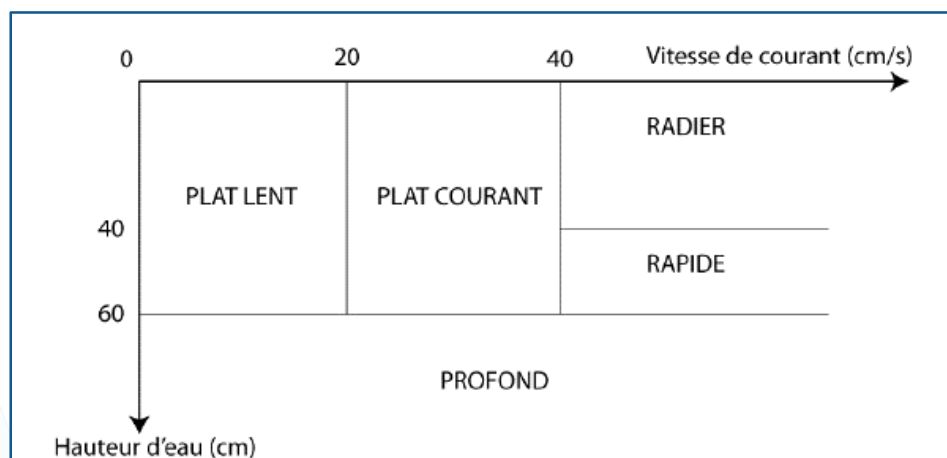 0 20 40 Vitesse de courant (cm/s)
RADIER
PLAT LENT PLAT COURANT
40
RAPIDE
60
PROFOND
Hauteur d'eau (cm)